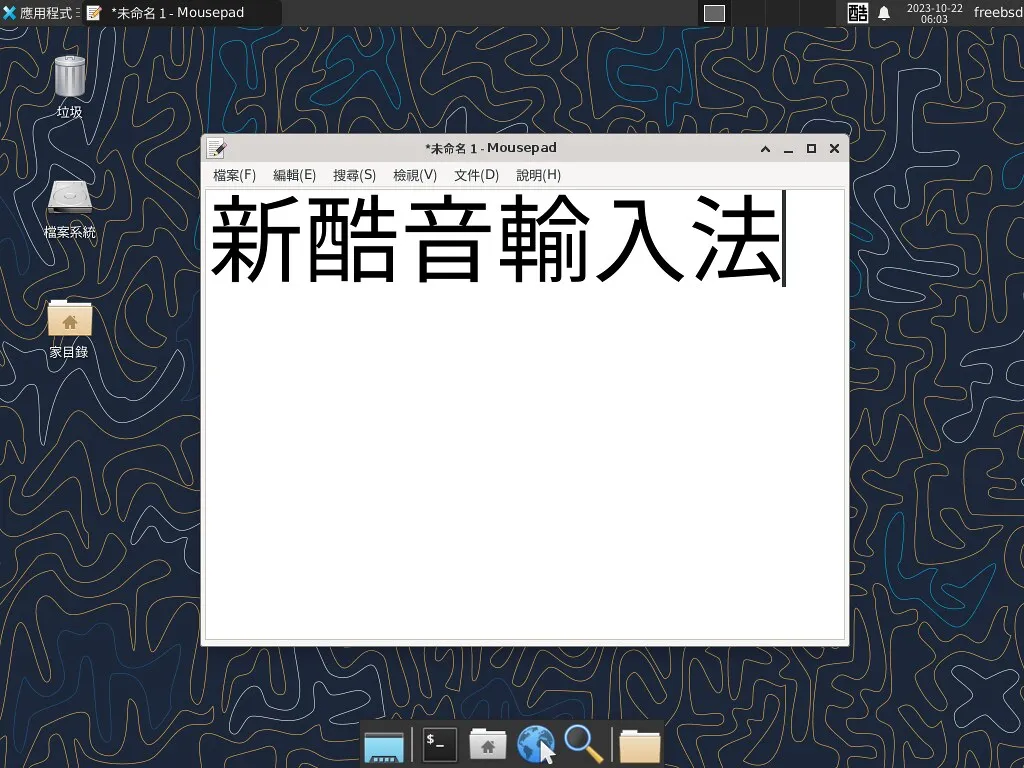 應用程式
*未命名 1 - Mousepad
酷
2023-10-22
06:03
freebsd
垃圾
檔案系統
家目錄
*未命名 1 - Mousepad
檔案(F) 編輯(E) 搜尋(S) 檢視(V) 文件(D) 說明(H)
新酷音輸入法
$_